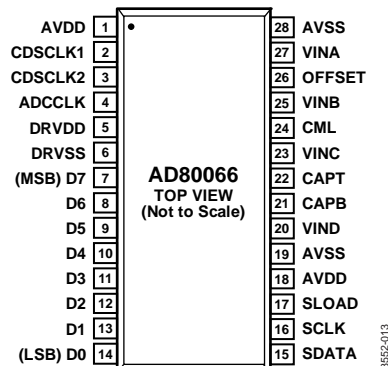 AVDD 1
CDSCLK1 2
CDSCLK2 3
ADCCLK 4
DRVDD 5
DRVSS 6
(MSB) D7 7
D6 8
D5 9
D4 10
D3 11
D2 12
D1 13
(LSB) D0 14
AD80066
TOP VIEW
(Not to Scale)
28 AVSS
27 VINA
26 OFFSET
25 VINB
24 CML
23 VINC
22 CAPT
21 CAPB
20 VIND
19 AVSS
18 AVDD
17 SLOAD
16 SCLK
15 SDATA